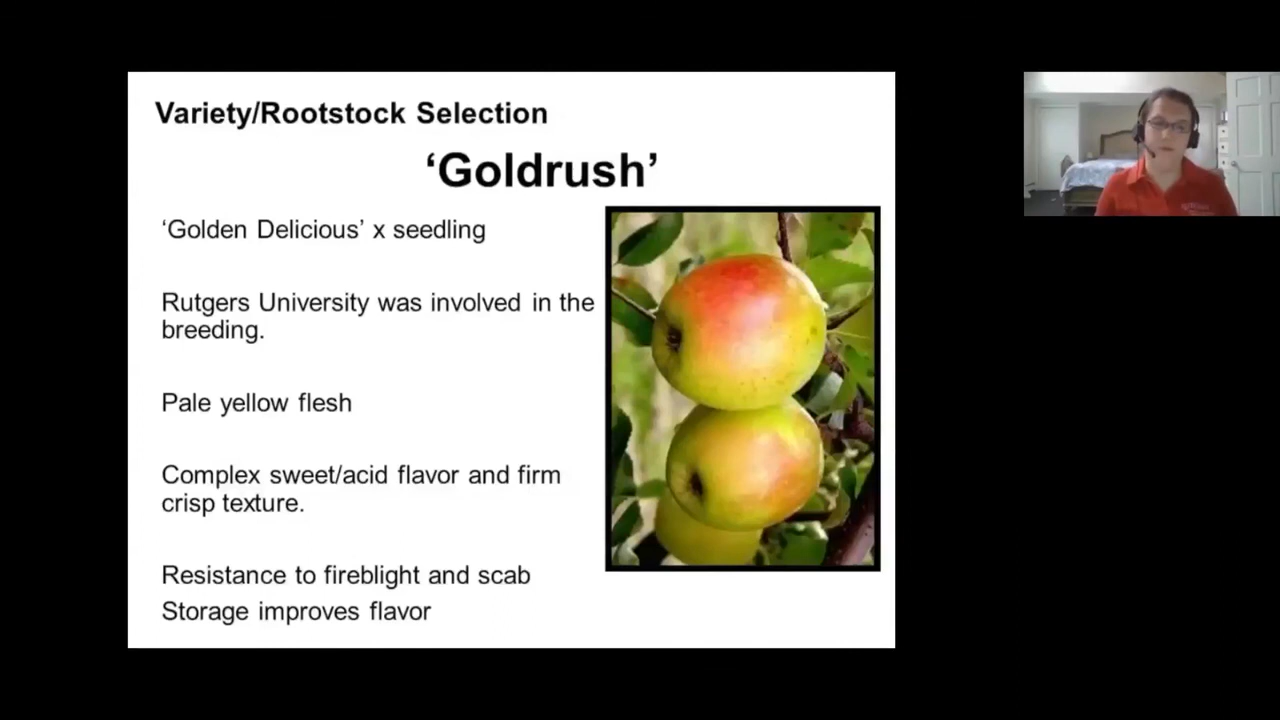 Variety/Rootstock Selection
‘Goldrush’
‘Golden Delicious’ x seedling
Rutgers University was involved in the
breeding.
Pale yellow flesh
Complex sweet/acid flavor and firm
crisp texture.
Resistance to fireblight and scab
Storage improves flavor